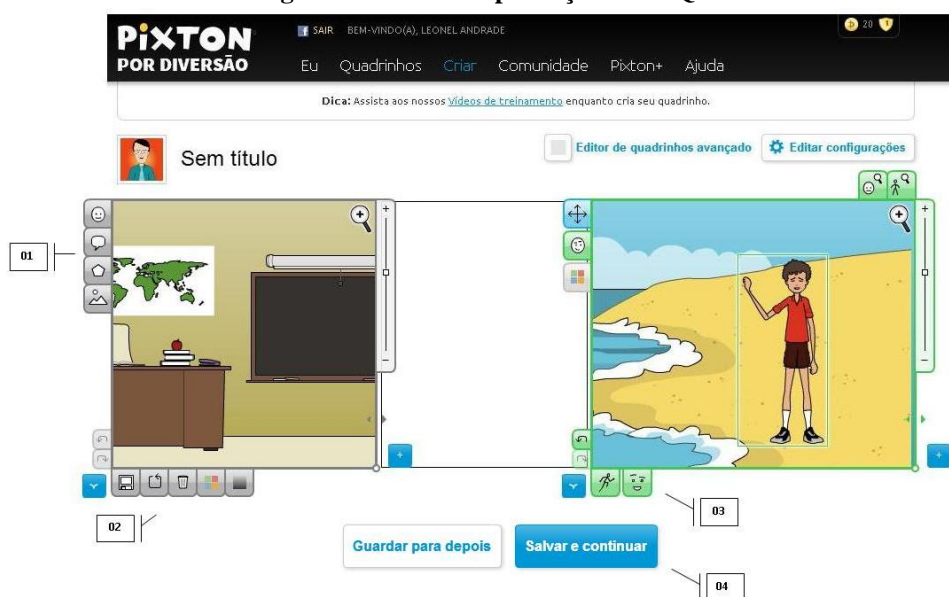 PiXTON
POR DIVERSÃO
SAIR BEM-VINDO(A), LEONEL ANDRADE
20
Eu Quadrinhos Criar Comunidade Pixton+ Ajuda
Dica: Assista aos nossos Vídeos de treinamento enquanto cria seu quadrinho.
Sem título
Editor de quadrinhos avançado
Editar configurações
01
02
03
Guardar para depois
Salvar e continuar
04